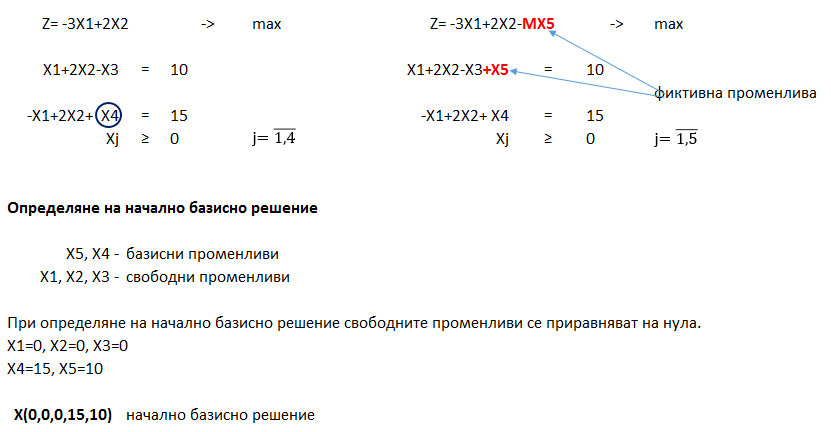 Z= -3X1+2X2 -> max
X1+2X2-X3 = 10
-X1+2X2+ X4 = 15
Xj ≥ 0 j= 1,4
Z= -3X1+2X2-MX5 -> max
X1+2X2-X3+X5 = 10
фиктивна променлива
-X1+2X2+ X4 = 15
Xj ≥ 0 j= 1,5
Определяне на начално базисно решение
X5, X4 - базисни променливи
X1, X2, X3 - свободни променливи
При определяне на начално базисно решение свободните променливи се приравняват на нула.
X1=0, X2=0, X3=0
X4=15, X5=10
X(0,0,0,15,10) начално базисно решение